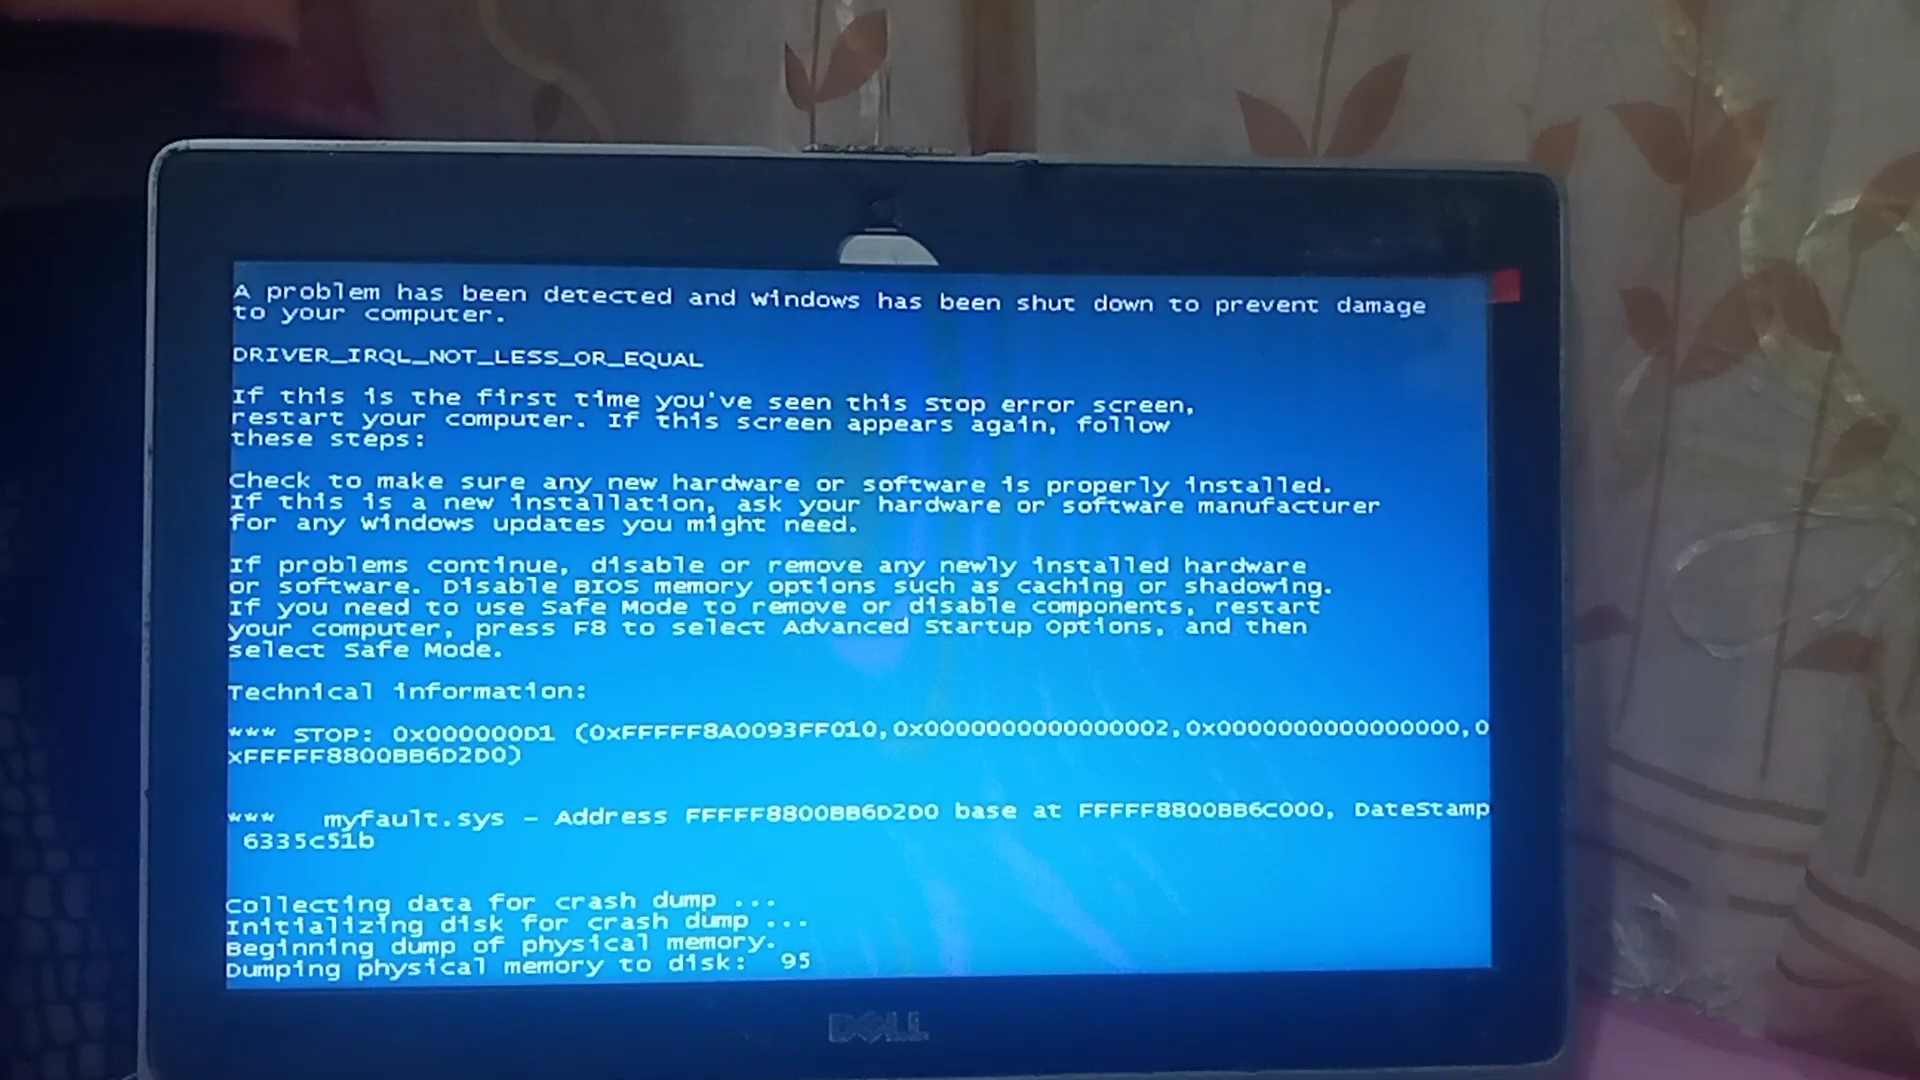 A problem has been detected and Windows has been shut down to prevent damage
to your computer.
DRIVER_IRQL_NOT_LESS_OR_EQUAL
If this is the first time you've seen this Stop error screen,
restart your computer. If this screen appears again, follow
these steps:
Check to make sure any new hardware or software is properly installed.
If this is a new installation, ask your hardware or software manufacturer
for any Windows updates you might need.
If problems continue, disable or remove any newly installed hardware
or software. Disable BIOS memory options such as caching or shadowing.
If you need to use Safe Mode to remove or disable components, restart
your computer, press F8 to select Advanced Startup Options, and then
select Safe Mode.
Technical information:
*** STOP: 0x000000D1 (0xFFFFF8A0093FF010,0x0000000000000002,0x0000000000000000,0
xFFFFF8800BB6D2D0)
*** myfault.sys - Address FFFFF8800BB6D2D0 base at FFFFF8800BB6C000, DateStamp
6335c51b
Collecting data for crash dump ...
Initializing disk for crash dump ...
Beginning dump of physical memory.
Dumping physical memory to disk: 95
DELL